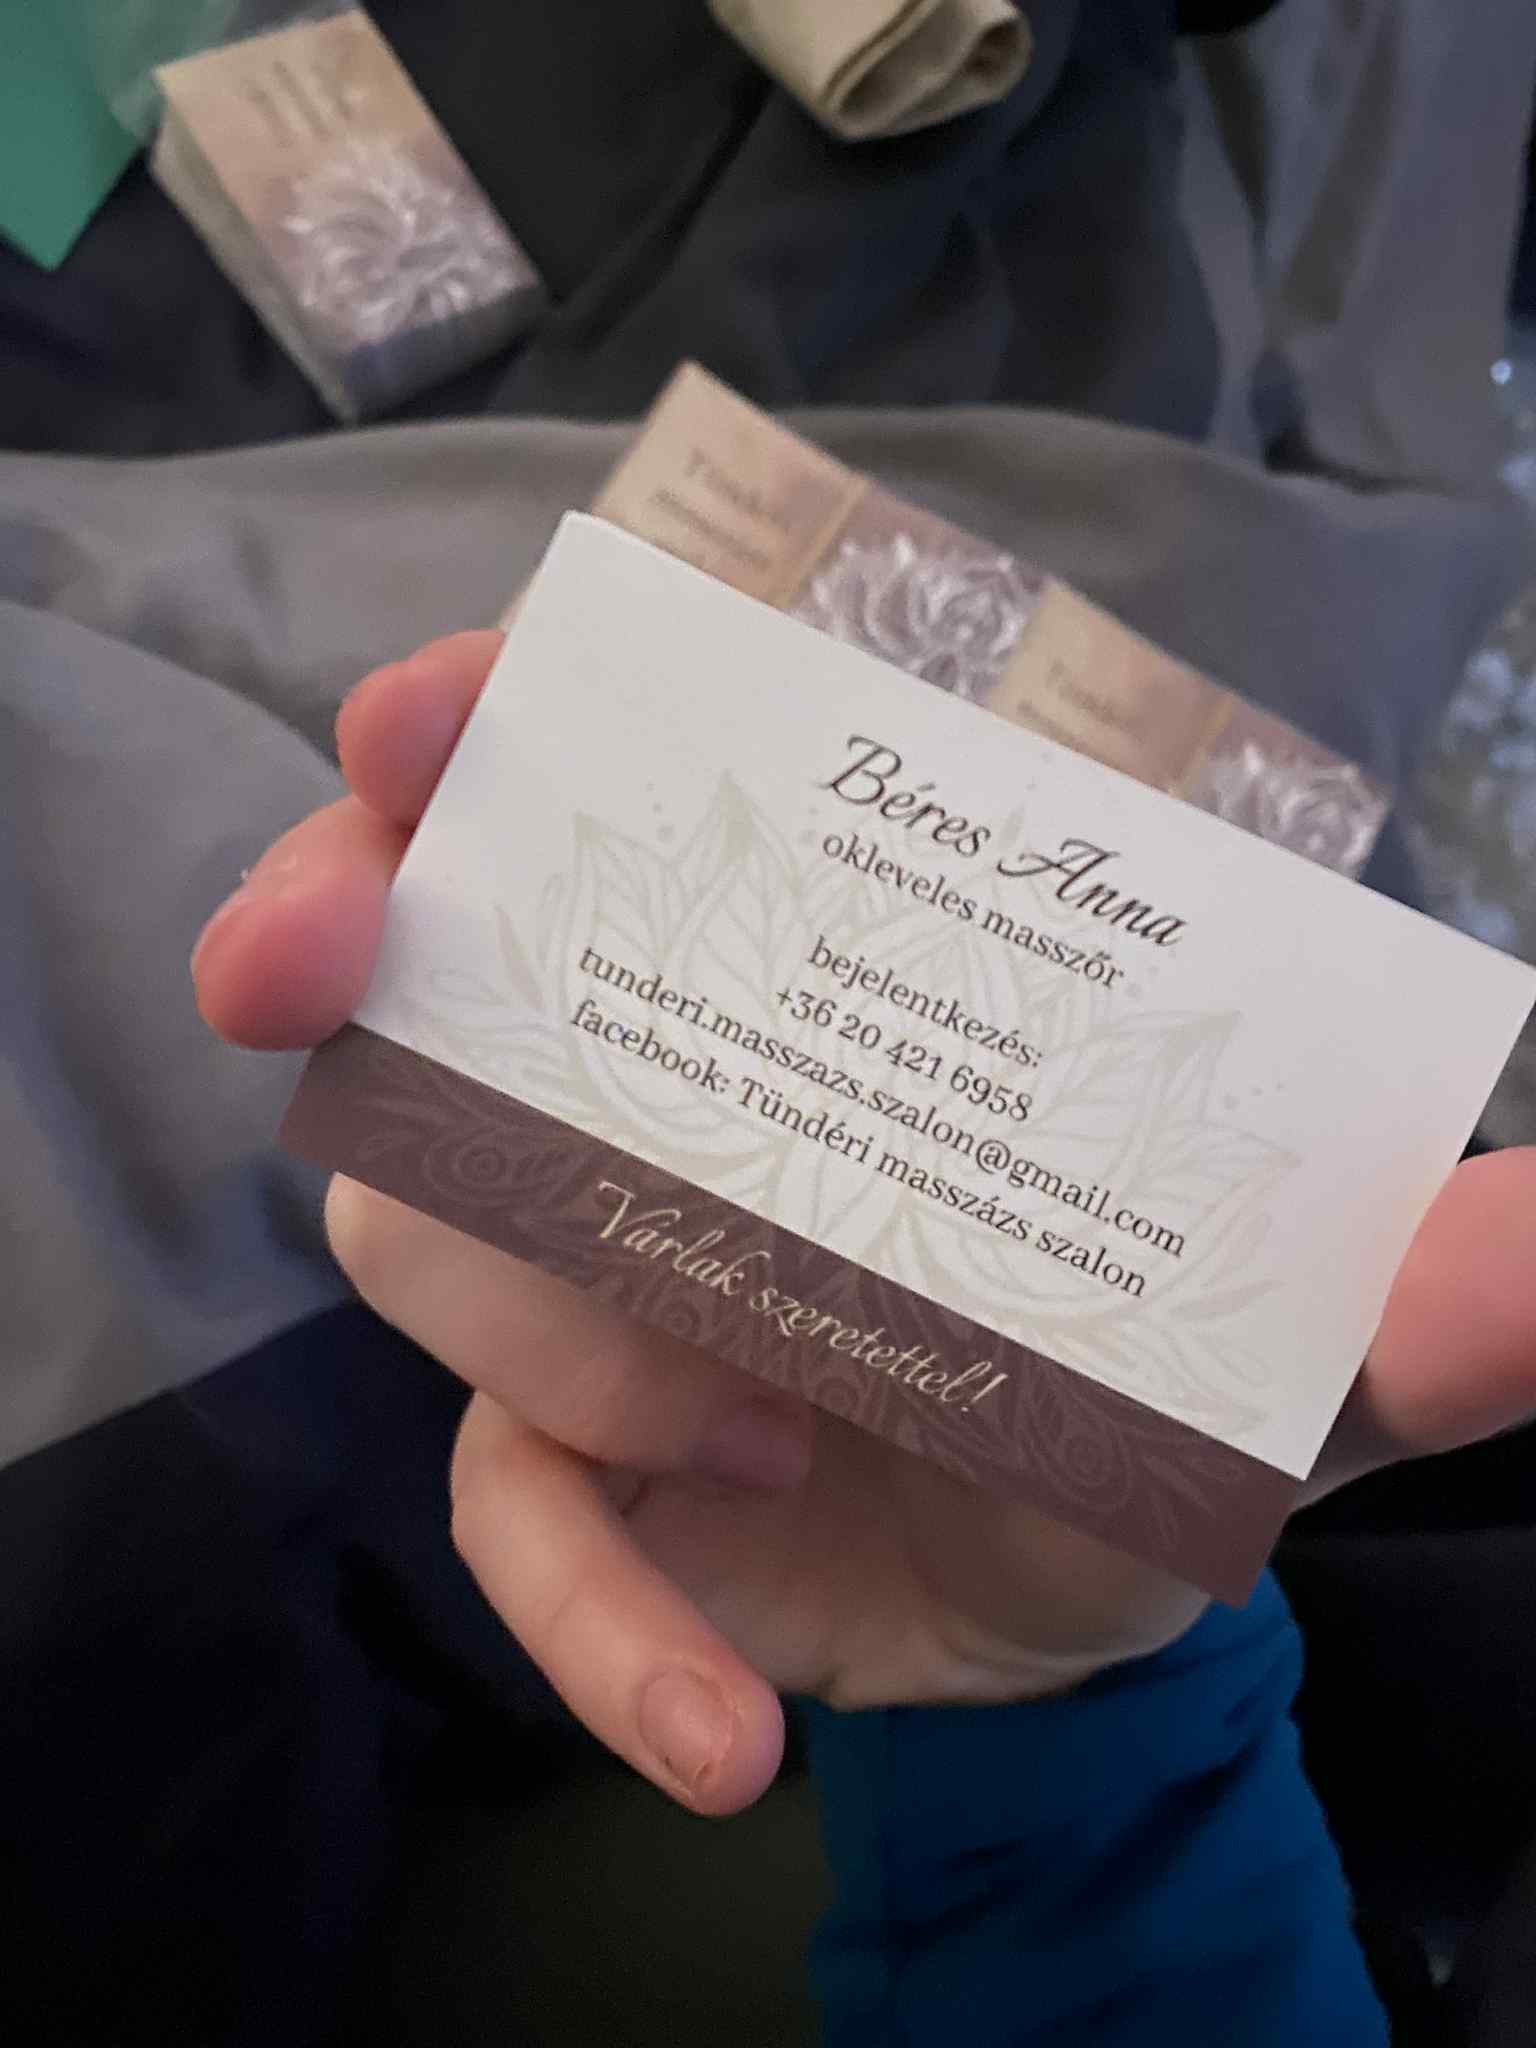 Béres Anna
okleveles masszőr
bejelentkezés:
+36 20 421 6958
tunderi.masszazs.szalon@gmail.com
facebook: Tündéri masszázs szalon
Várlak szeretettel!